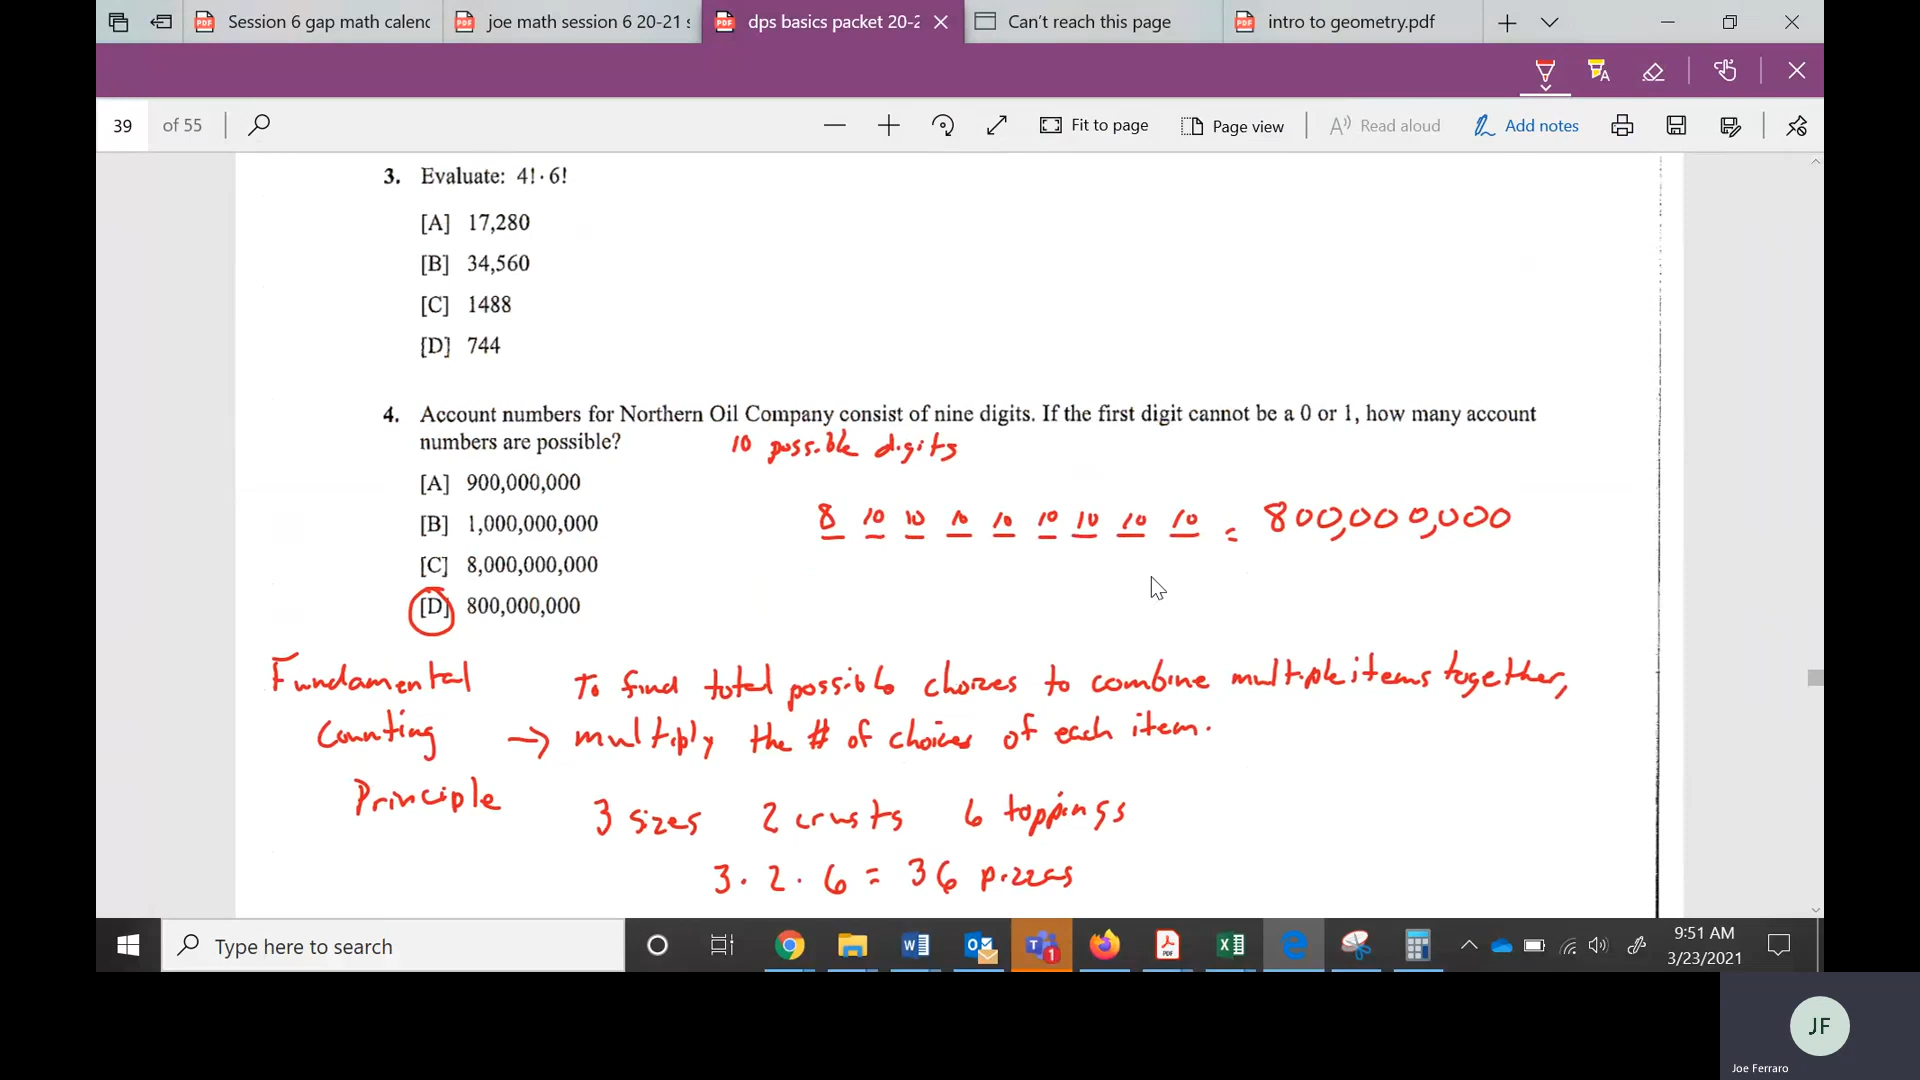 Session 6 gap math calend
joe math session 6 20-21 s
dps basics packet 20-2
Can't reach this page
intro to geometry.pdf
39 of 55
Fit to page
Page view
Read aloud
Add notes
3. Evaluate: 4! · 6!
[A] 17,280
[B] 34,560
[C] 1488
[D] 744
4. Account numbers for Northern Oil Company consist of nine digits. If the first digit cannot be a 0 or 1, how many account
numbers are possible?
10 possible digits
[A] 900,000,000
8 10 10 10 10 10 10 10 10 = 800,000,000
[B] 1,000,000,000
[C] 8,000,000,000
[D] 800,000,000
Fundamental
Counting
Principle
→
To find total possible choices to combine multiple items together,
multiply the # of choices of each item.
3 sizes 2 crusts 6 toppings
3 · 2 · 6 = 36 pizzas
Type here to search
1
9:51 AM
3/23/2021
JF
Joe Ferraro